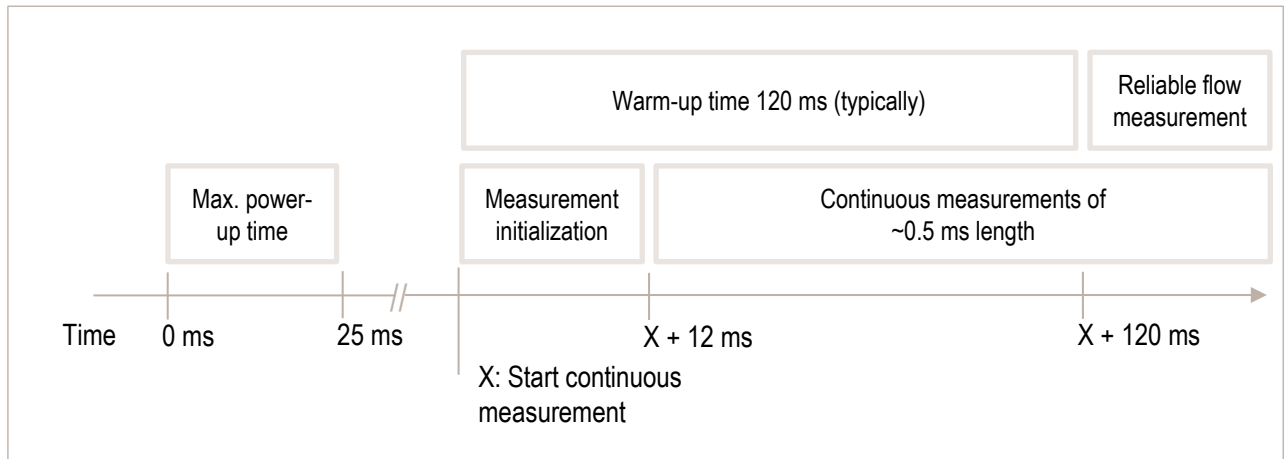 Warm-up time 120 ms (typically)
Reliable flow
measurement
Max. power-
up time
Measurement
initialization
Continuous measurements of
~0.5 ms length
Time
0 ms
25 ms
X + 12 ms
X + 120 ms
X: Start continuous
measurement